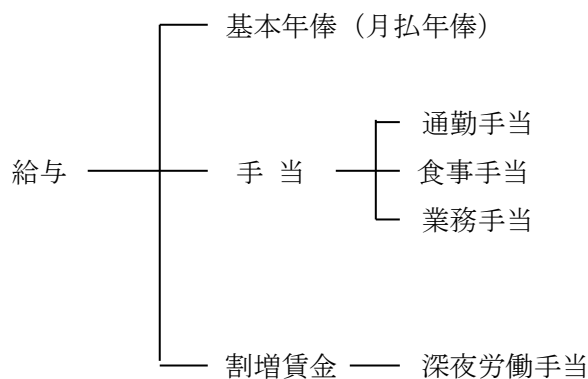 基本年俸（月払年俸）
通勤手当
給与 手 当 食事手当
業務手当
割増賃金 深夜労働手当